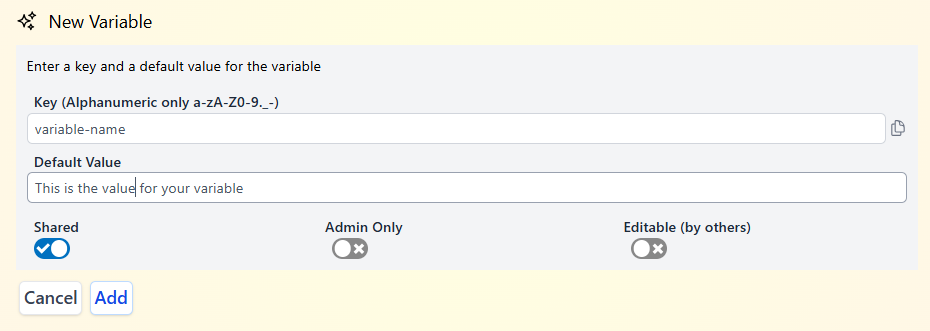 New Variable
Enter a key and a default value for the variable
Key (Alphanumeric only a-zA-Z0-9._-)
variable-name
Default Value
This is the value for your variable
Shared Admin Only Editable (by others)
Cancel Add